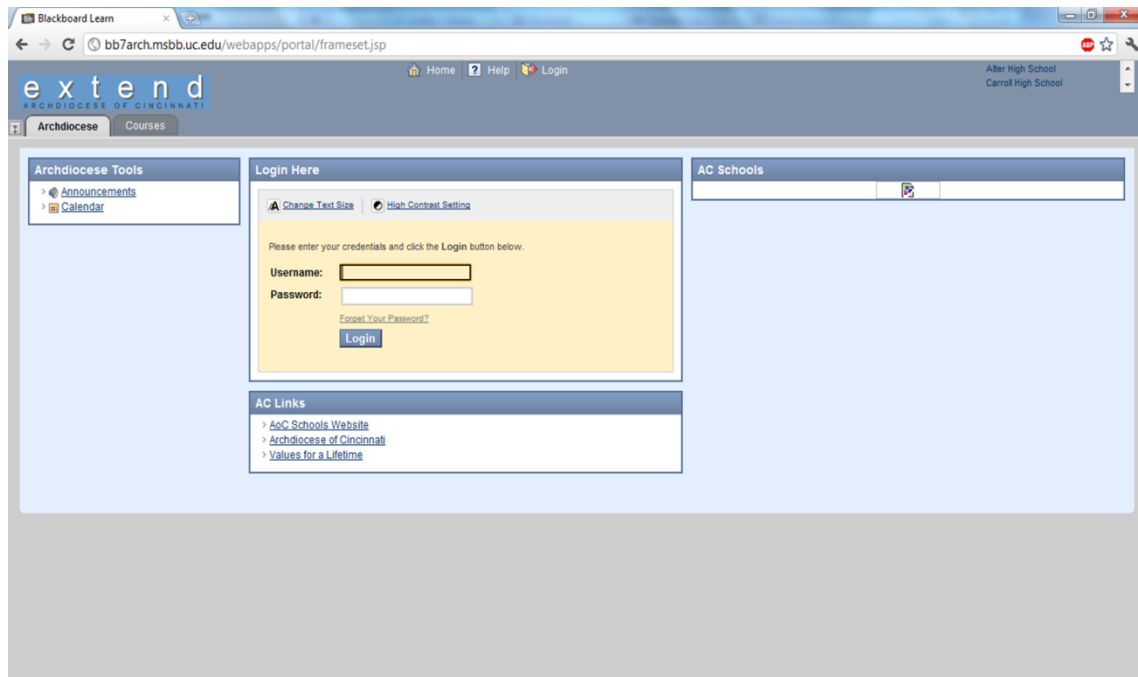 Blackboard Learn
bb7arch.msbb.uc.edu/webapps/portal/frameset.jsp
ABP
Home ? Help Login
Alter High School
Carroll High School
extend
ARCHDIOCESE OF CINCINNATI
Archdiocese Courses
Archdiocese Tools
Announcements
Calendar
Login Here
A Change Text Size High Contrast Setting
Please enter your credentials and click the Login button below.
Username:
Password:
Forgot Your Password?
Login
AC Links
AoC Schools Website
Archdiocese of Cincinnati
Values for a Lifetime
AC Schools